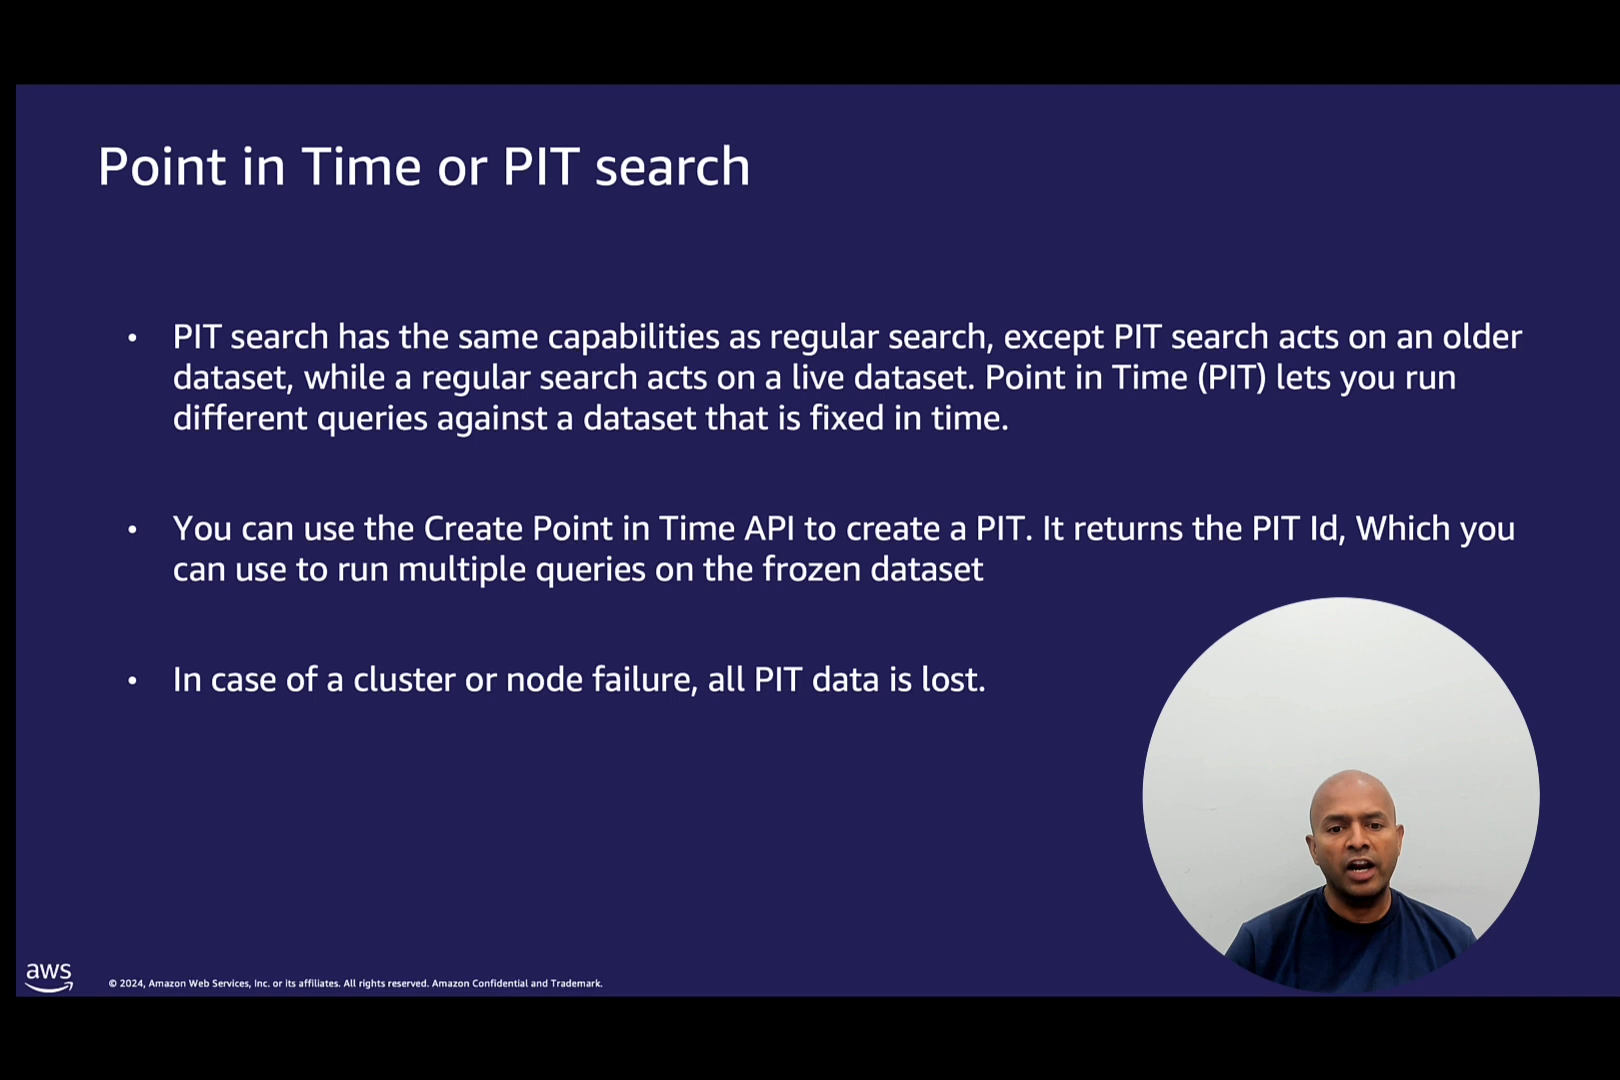 Point in Time or PIT search
• PIT search has the same capabilities as regular search, except PIT search acts on an older
dataset, while a regular search acts on a live dataset. Point in Time (PIT) lets you run
different queries against a dataset that is fixed in time.
• You can use the Create Point in Time API to create a PIT. It returns the PIT Id, Which you
can use to run multiple queries on the frozen dataset
• In case of a cluster or node failure, all PIT data is lost.
aws
© 2024, Amazon Web Services, Inc. or its affiliates. All rights reserved. Amazon Confidential and Trademark.